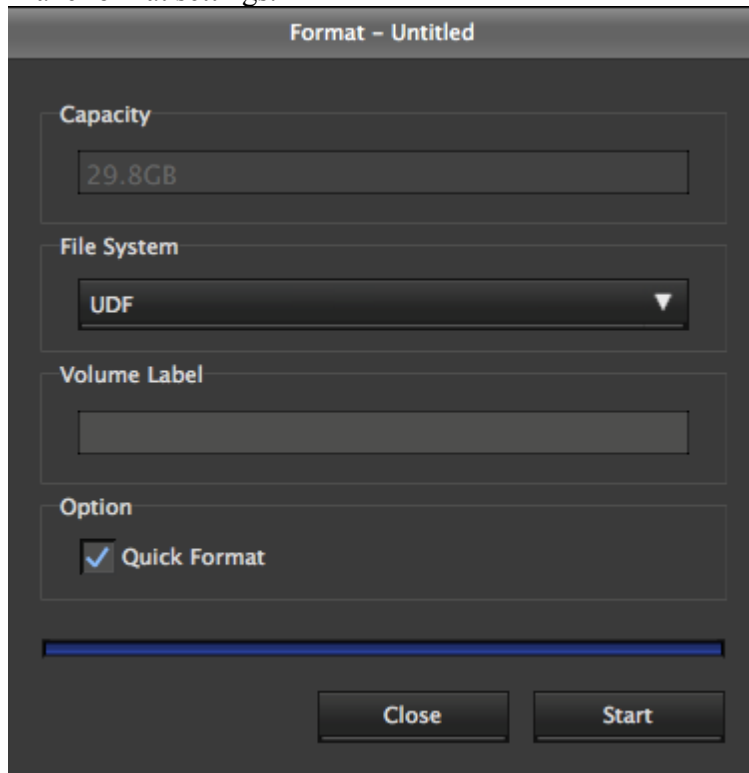 Format – Untitled
Capacity
29.8GB
File System
UDF
Volume Label
Option
Quick Format
Close
Start